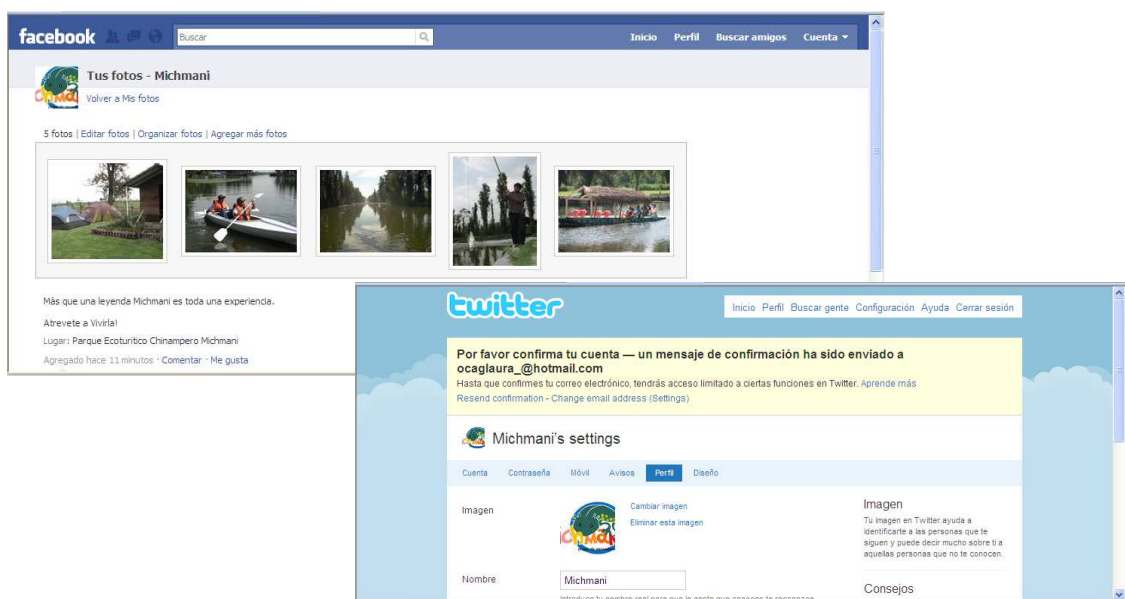 facebook Buscar Inicio Perfil Buscar amigos Cuenta
Tus fotos - Michmani
Volver a Mis fotos
5 fotos | Editar fotos | Organizar fotos | Agregar más fotos
Màs que una leyenda Michmani es toda una experiencia.
Atrevete a Vivirla!
Lugar: Parque Ecoturitico Chinampero Michmani
Agregado hace 11 minutos · Comentar · Me gusta
twitter Inicio Perfil Buscar gente Configuración Ayuda Cerrar sesión
Por favor confirma tu cuenta — un mensaje de confirmación ha sido enviado a
ocaglaura_@hotmail.com
Hasta que confirmes tu correo electrónico, tendrás acceso limitado a ciertas funciones en Twitter. Aprende más
Resend confirmation - Change email address (Settings)
Michmani's settings
Cuenta Contraseña Móvil Avisos Perfil Diseño
Imagen
Cambiar imagen
Eliminar esta imagen
Imagen
Tu imagen en Twitter ayuda a
identificarte a las personas que te
siguen y puede decir mucho sobre ti a
aquellas personas que no te conocen.
Nombre Michmani
Consejos